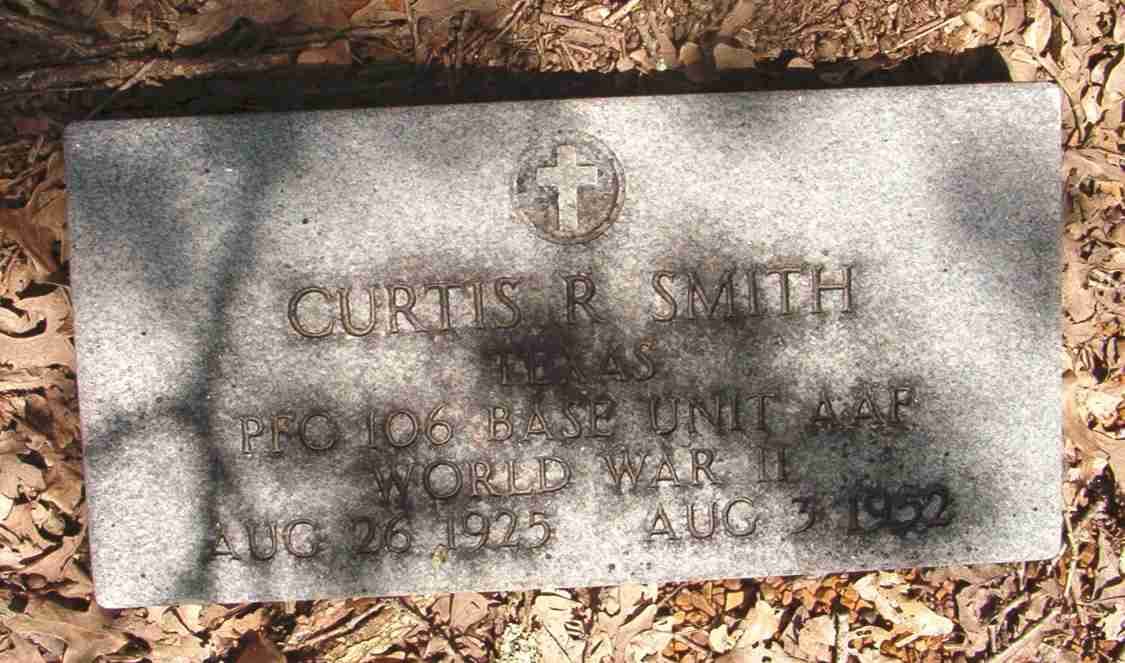 CURTIS R SMITH
TEXAS
PFC 106 BASE UNIT AAF
WORLD WAR II
AUG 26 1925 AUG 3 1952